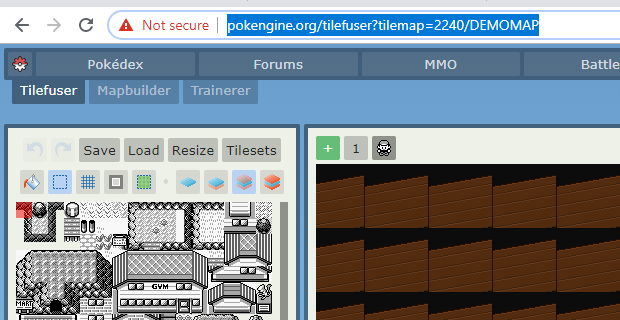 Not secure | pokengine.org/tilefuser?tilemap=2240/DEMOMAP
Pokédex Forums MMO Battle
Tilefuser Mapbuilder Trainerer
Save Load Resize Tilesets
+ 1
GYM
MART